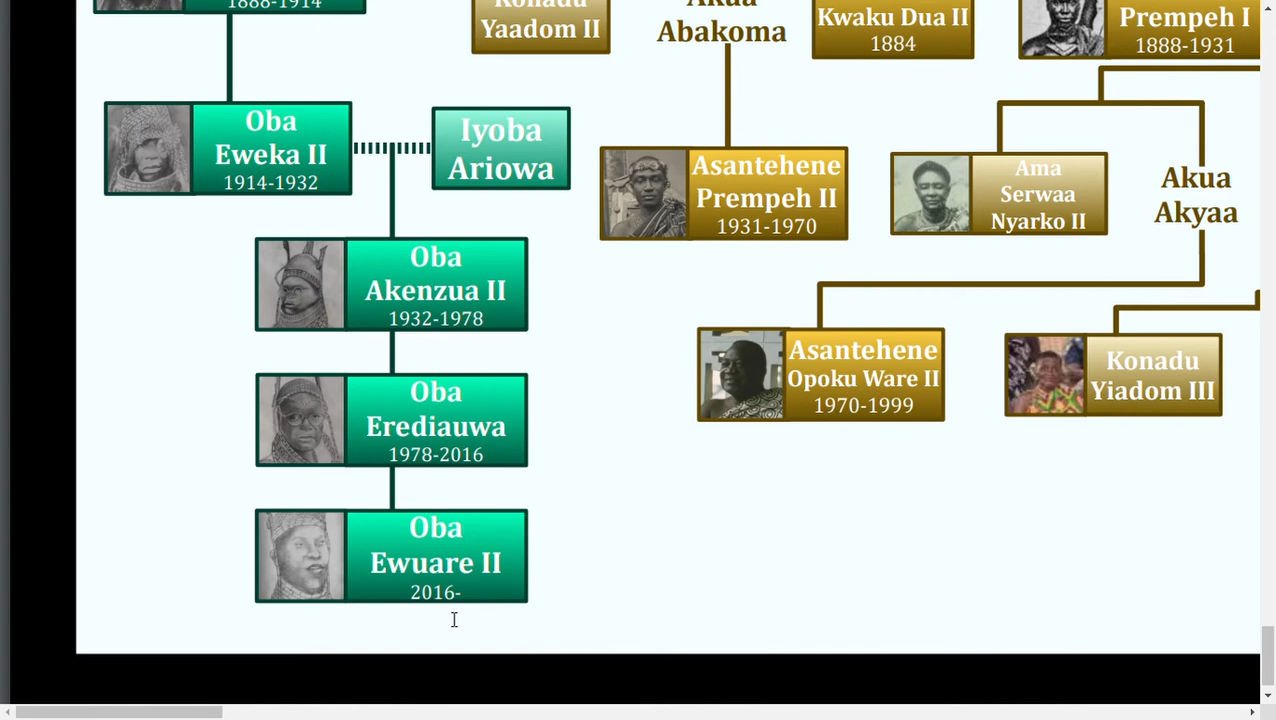 1888-1914
Konadu
Yaadom II
Akua
Abakoma
Kwaku Dua II
1884
Prempeh I
1888-1931
Oba
Eweka II
1914-1932
Iyoba
Ariowa
Asantehene
Prempeh II
1931-1970
Ama
Serwaa
Nyarko II
Akua
Akyaa
Oba
Akenzua II
1932-1978
Asantehene
Opoku Ware II
1970-1999
Konadu
Yiadom III
Oba
Erediauwa
1978-2016
Oba
Ewuare II
2016-